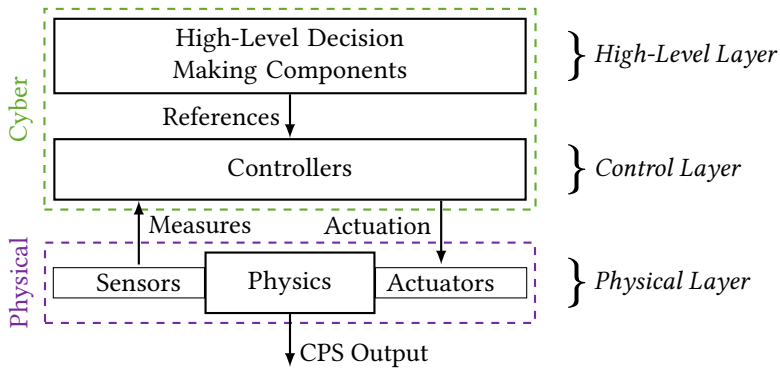 High-Level Decision
Making Components
High-Level Layer
Cyber
References
Controllers
Control Layer
Measures
Actuation
Physical
Sensors
Physics
Actuators
Physical Layer
CPS Output